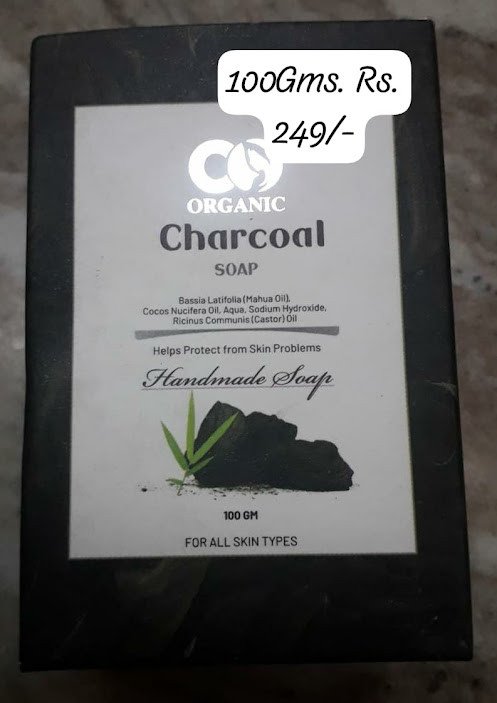 100Gms. Rs.
249/-
CO
ORGANIC
Charcoal
SOAP
Bassia Latifolia (Mahua Oil),
Cocos Nucifera Oil, Aqua, Sodium Hydroxide,
Ricinus Communis (Castor) Oil
Helps Protect from Skin Problems
Handmade Soap
100 GM
FOR ALL SKIN TYPES